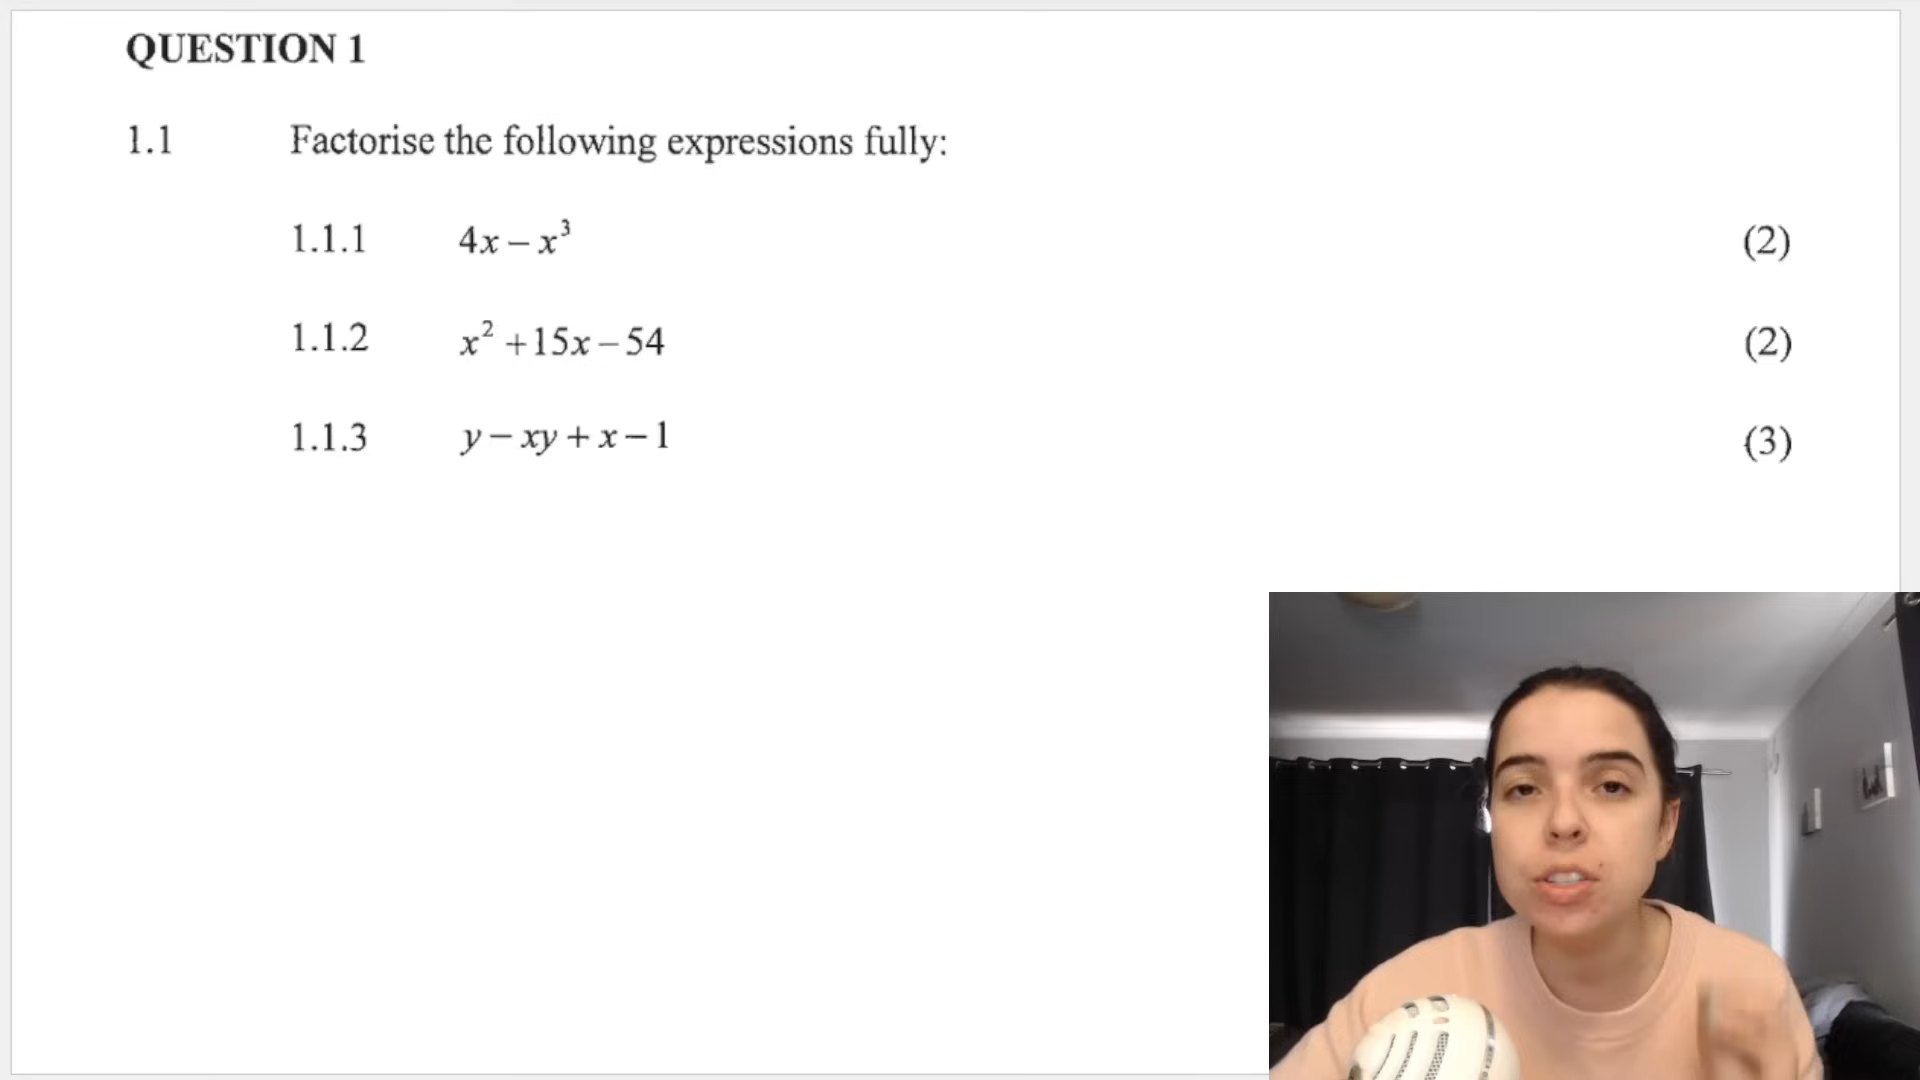 QUESTION 1
1.1 Factorise the following expressions fully:
1.1.1 4x − x³ (2)
1.1.2 x² + 15x − 54 (2)
1.1.3 y − xy + x − 1 (3)